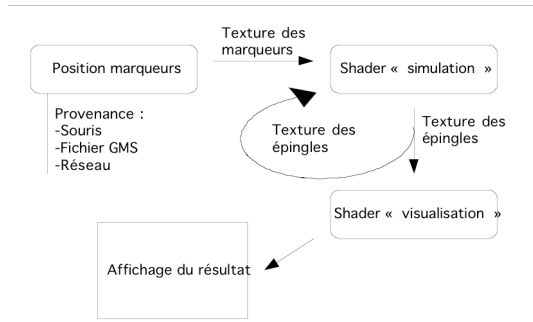 Texture des
marqueurs
Position marqueurs
Shader « simulation »
Provenance :
-Souris
-Fichier GMS
-Réseau
Texture des
épingles
Texture des
épingles
Shader « visualisation »
Affichage du résultat